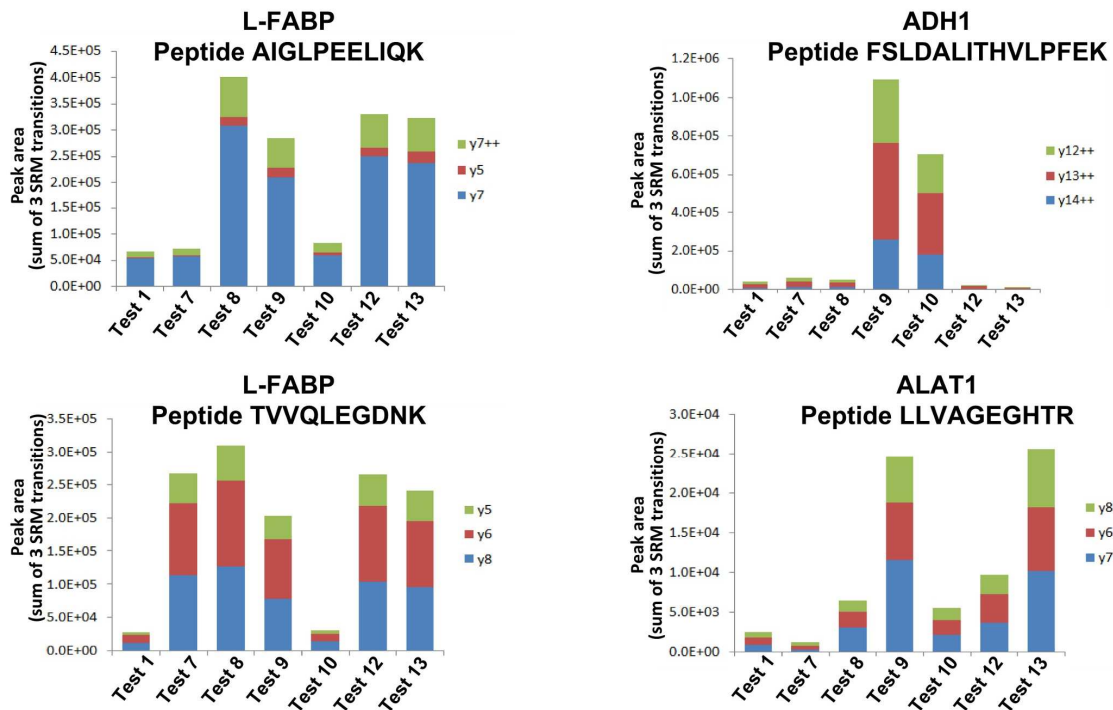 L-FABP
Peptide AIGLPEELIQK
Peak area
(sum of 3 SRM transitions)
4.5E+05
4.0E+05
3.5E+05
3.0E+05
2.5E+05
2.0E+05
1.5E+05
1.0E+05
5.0E+04
0.0E+00
Test 1
Test 7
Test 8
Test 9
Test 10
Test 12
Test 13
y7++
y5
y7
ADH1
Peptide FSLDALITHVLPFEK
Peak area
(sum of 3 SRM transitions)
1.2E+06
1.0E+06
8.0E+05
6.0E+05
4.0E+05
2.0E+05
0.0E+00
Test 1
Test 7
Test 8
Test 9
Test 10
Test 12
Test 13
y12++
y13++
y14++
L-FABP
Peptide TVVQLEGDNK
Peak area
(sum of 3 SRM transitions)
3.5E+05
3.0E+05
2.5E+05
2.0E+05
1.5E+05
1.0E+05
5.0E+04
0.0E+00
Test 1
Test 7
Test 8
Test 9
Test 10
Test 12
Test 13
y5
y6
y8
ALAT1
Peptide LLVAGEGHTR
Peak area
(sum of 3 SRM transitions)
3.0E+04
2.5E+04
2.0E+04
1.5E+04
1.0E+04
5.0E+03
0.0E+00
Test 1
Test 7
Test 8
Test 9
Test 10
Test 12
Test 13
y8
y6
y7